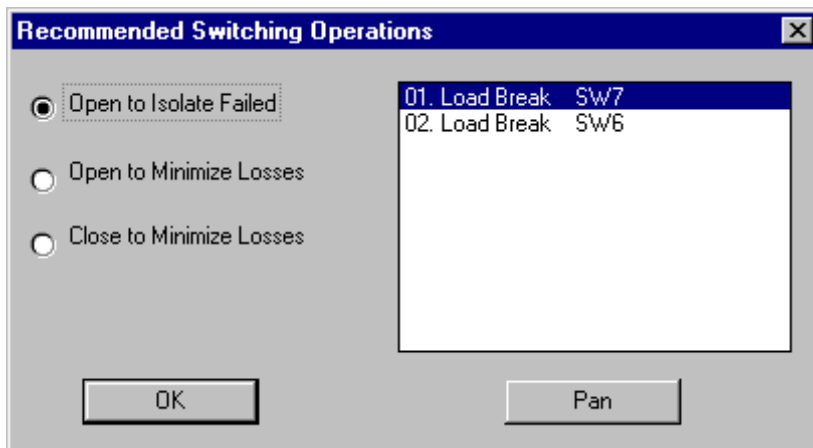 Recommended Switching Operations
Open to Isolate Failed
Open to Minimize Losses
Close to Minimize Losses
01. Load Break SW7
02. Load Break SW6
OK
Pan